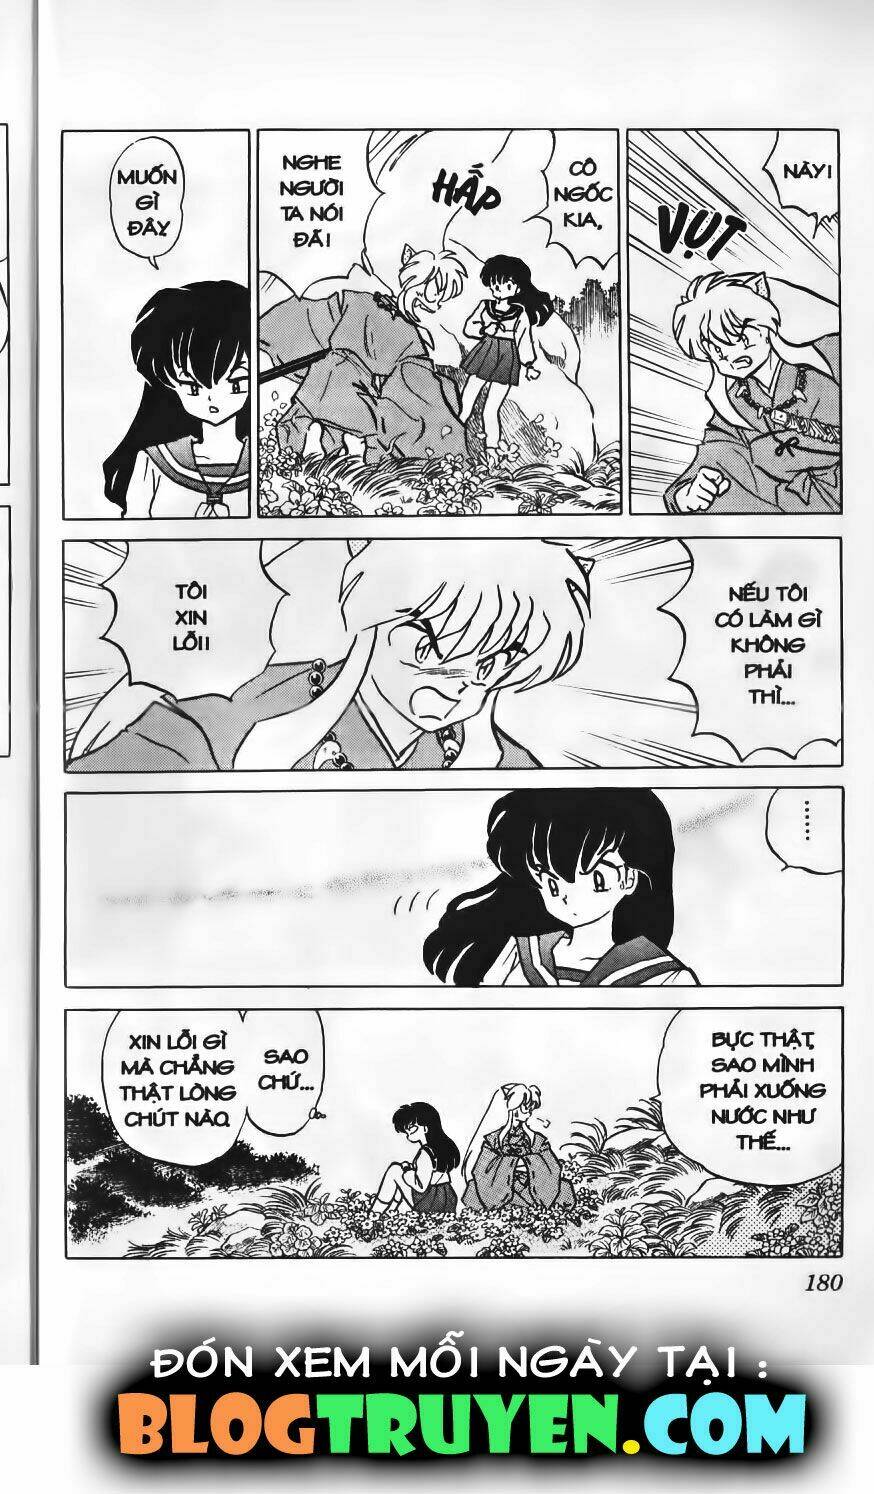 NÀY!
VỤT
CÔ
NGỐC
KIA,
HẤP
NGHE
NGƯỜI
TA NÓI
ĐÃ!
MUỐN
GÌ
ĐÂY.
NẾU TÔI
CÓ LÀM GÌ
KHÔNG
PHẢI
THÌ...
TÔI
XIN
LỖI!
......
BỰC THẬT,
SAO MÌNH
PHẢI XUỐNG
NƯỚC NHƯ
THẾ...
SAO
CHỨ...
XIN LỖI GÌ
MÀ CHẲNG
THẬT LÒNG
CHÚT NÀO.
180
ĐÓN XEM MỖI NGÀY TẠI :
BLOGTRUYEN.COM